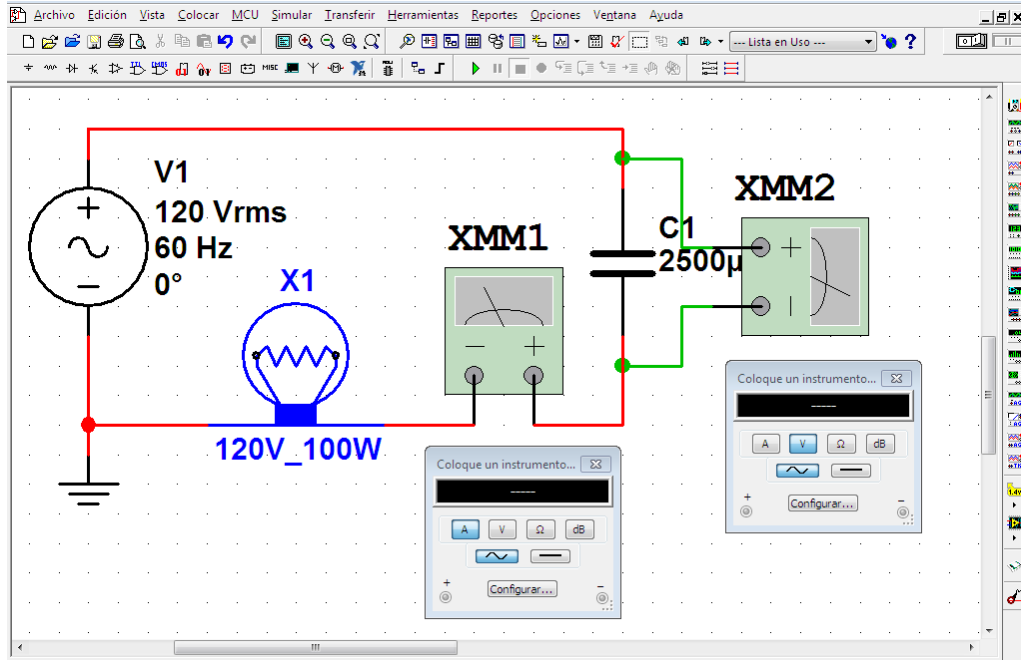 Archivo Edición Vista Colocar MCU Simular Transferir Herramientas Reportes Opciones Ventana Ayuda
--- Lista en Uso ---
MISC
V1
120 Vrms
60 Hz
0°
X1
120V_100W
XMM1
C1
2500µ
XMM2
Coloque un instrumento...
A V Ω dB
Configurar...
Coloque un instrumento...
A V Ω dB
Configurar...